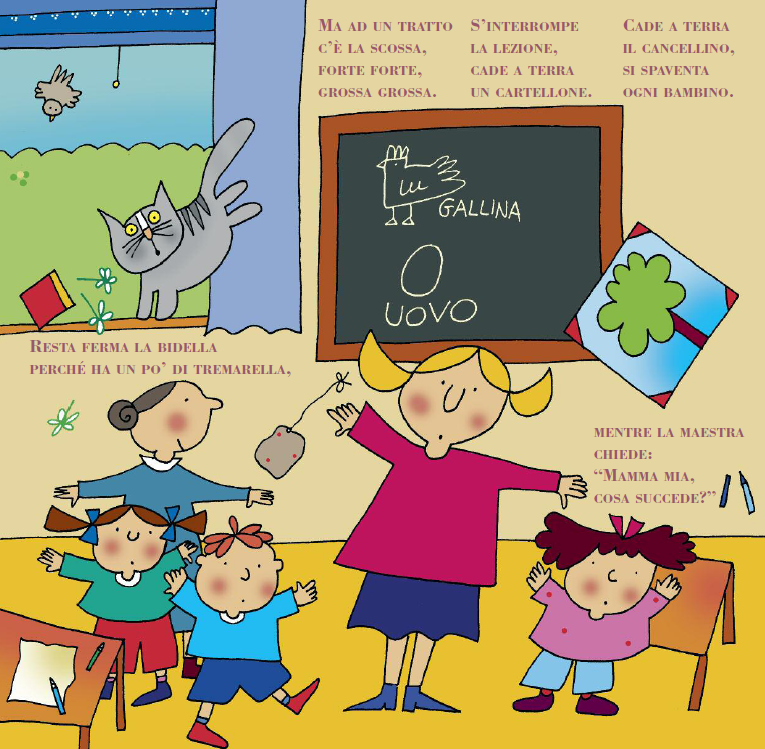 Ma ad un tratto
c'è la scossa,
forte forte,
grossa grossa.
S'interrompe
la lezione,
cade a terra
un cartellone.
Cade a terra
il cancellino,
si spaventa
ogni bambino.
GALLINA
UOVO
Resta ferma la bidella
perché ha un po' di tremarella,
mentre la maestra
chiede:
"Mamma mia,
cosa succede?"